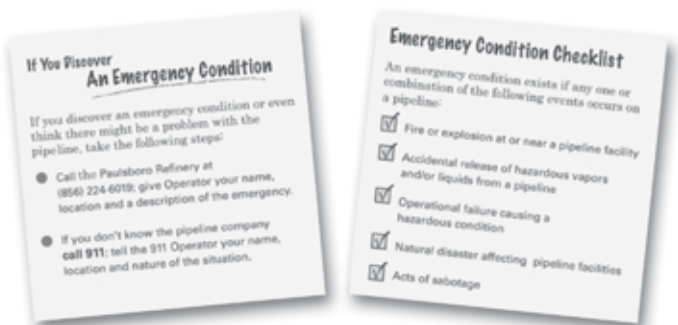 If You Discover
An Emergency Condition
If you discover an emergency condition or even
think there might be a problem with the
pipeline, take the following steps:
Call the Paulsboro Refinery at
(856) 224-6019; give Operator your name,
location and a description of the emergency.
If you don't know the pipeline company
call 911; tell the 911 Operator your name,
location and nature of the situation.
Emergency Condition Checklist
An emergency condition exists if any one or
combination of the following events occurs on
a pipeline:
Fire or explosion at or near a pipeline facility
Accidental release of hazardous vapors
and/or liquids from a pipeline
Operational failure causing a
hazardous condition
Natural disaster affecting pipeline facilities
Acts of sabotage